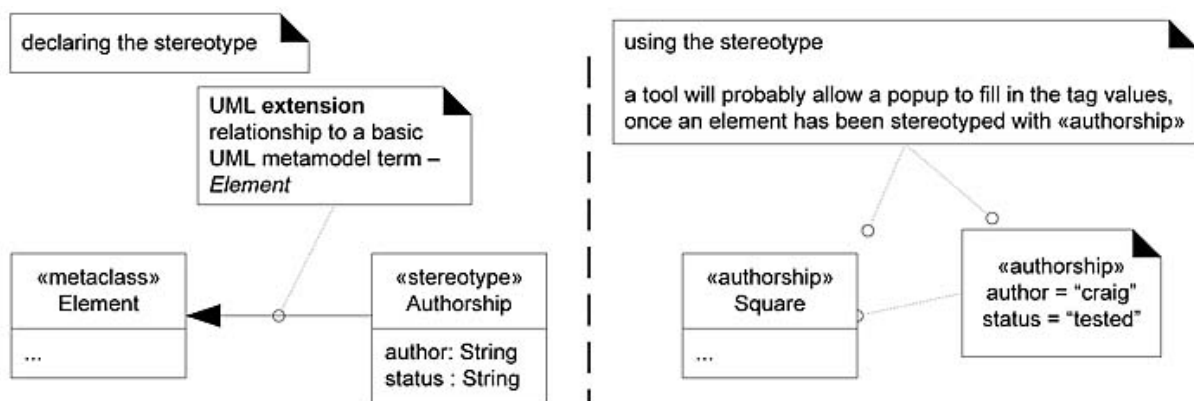 declaring the stereotype
UML extension
relationship to a basic
UML metamodel term –
Element
«metaclass»
Element
...
«stereotype»
Authorship
author: String
status : String
using the stereotype
a tool will probably allow a popup to fill in the tag values,
once an element has been stereotyped with «authorship»
«authorship»
Square
...
«authorship»
author = “craig”
status = “tested”